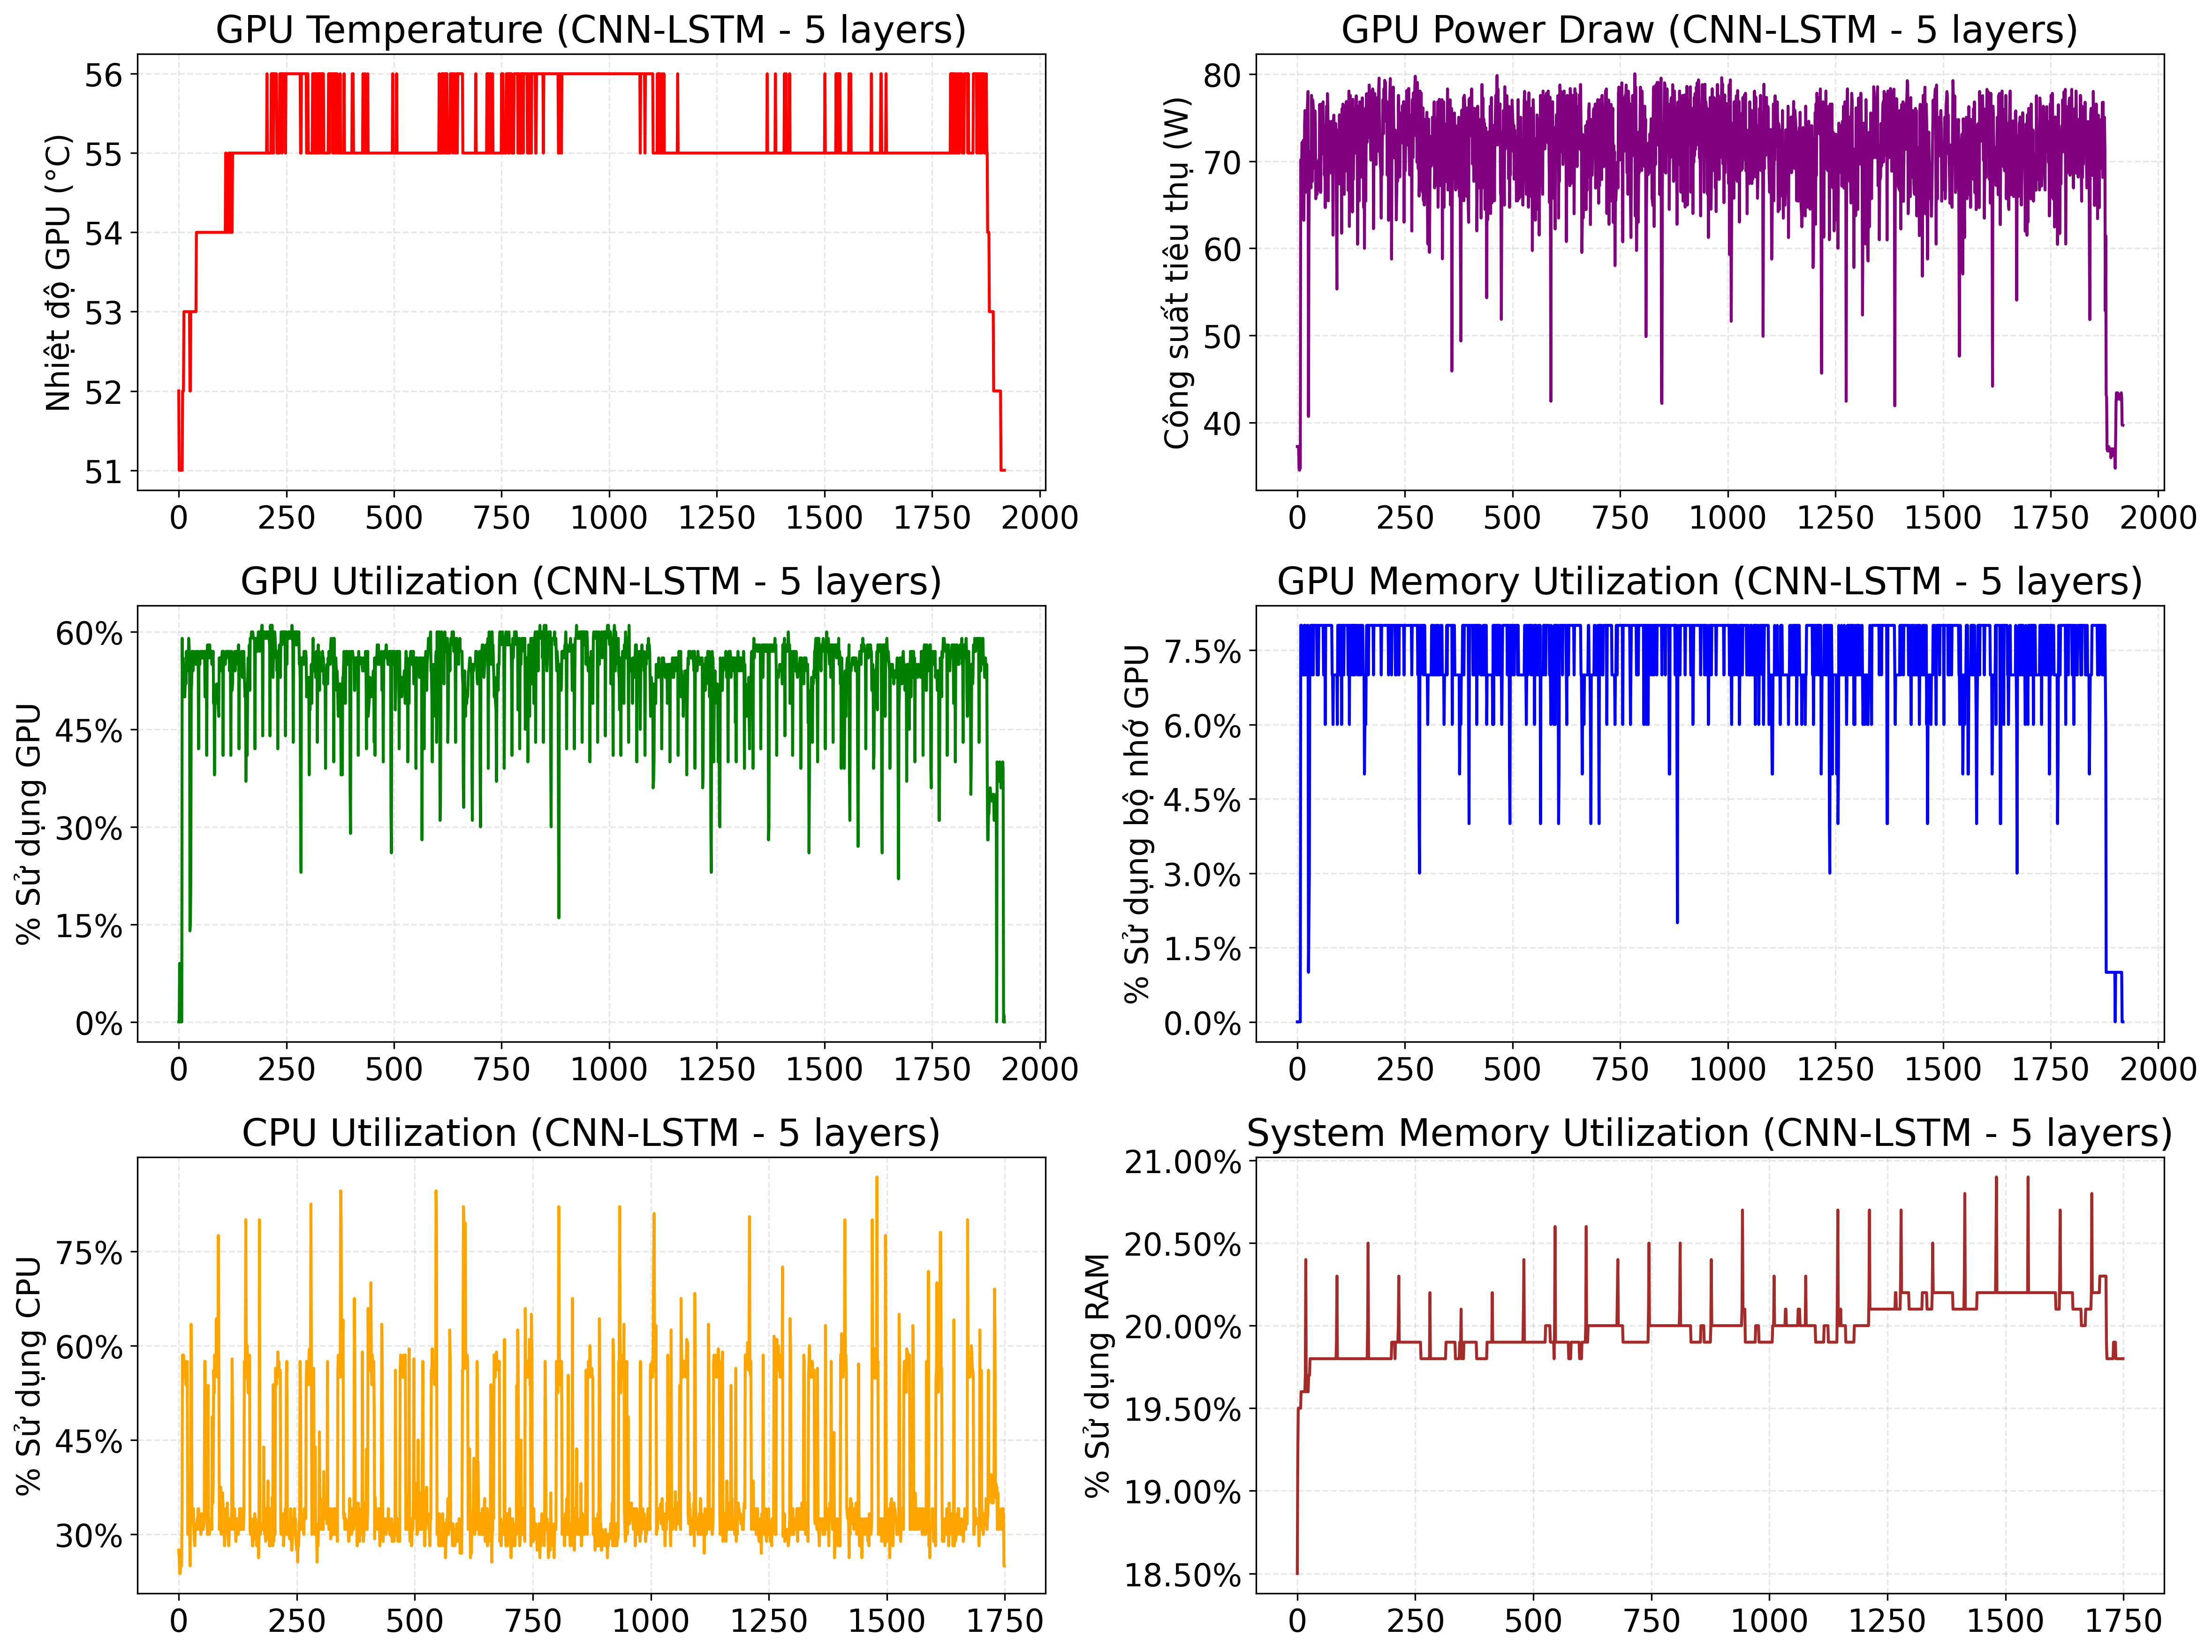 GPU Temperature (CNN-LSTM - 5 layers)
Nhiệt độ GPU (°C)
56
55
54
53
52
51
0 250 500 750 1000 1250 1500 1750 2000
GPU Power Draw (CNN-LSTM - 5 layers)
Công suất tiêu thụ (W)
80
70
60
50
40
0 250 500 750 1000 1250 1500 1750 2000
GPU Utilization (CNN-LSTM - 5 layers)
% Sử dụng GPU
60%
45%
30%
15%
0%
0 250 500 750 1000 1250 1500 1750 2000
GPU Memory Utilization (CNN-LSTM - 5 layers)
% Sử dụng bộ nhớ GPU
7.5%
6.0%
4.5%
3.0%
1.5%
0.0%
0 250 500 750 1000 1250 1500 1750 2000
CPU Utilization (CNN-LSTM - 5 layers)
% Sử dụng CPU
75%
60%
45%
30%
0 250 500 750 1000 1250 1500 1750
System Memory Utilization (CNN-LSTM - 5 layers)
% Sử dụng RAM
21.00%
20.50%
20.00%
19.50%
19.00%
18.50%
0 250 500 750 1000 1250 1500 1750